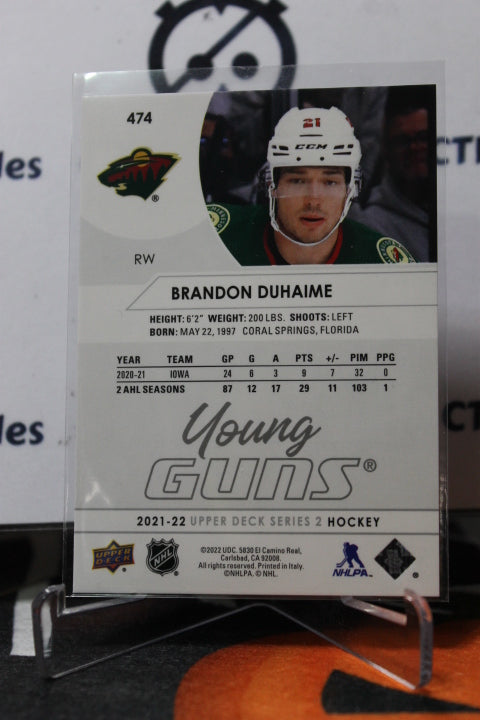 474
21
CCM
RW
BRANDON DUHAIME
HEIGHT: 6'2" WEIGHT: 200 LBS. SHOOTS: LEFT
BORN: MAY 22, 1997 CORAL SPRINGS, FLORIDA
YEAR TEAM GP G A PTS +/- PIM PPG
2020-21 IOWA 24 6 3 9 7 32 0
2 AHL SEASONS 87 12 17 29 11 103 1
Young
GUNS®
2021-22 UPPER DECK SERIES 2 HOCKEY
UPPER DECK
NHL
©2022 UDC. 5830 El Camino Real,
Carlsbad, CA 92008.
All rights reserved. Printed in Italy.
©NHLPA. © NHL.
NHLPA